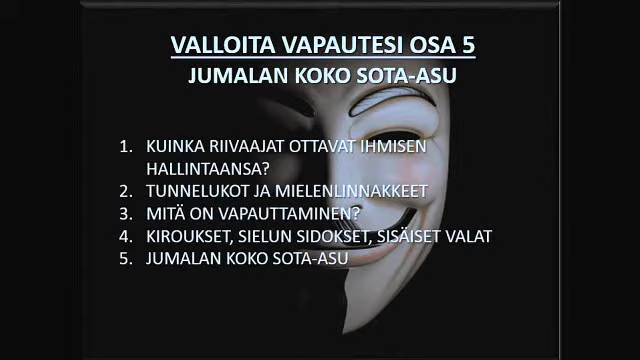 VALLOITA VAPAUTESI OSA 5
JUMALAN KOKO SOTA-ASU
1. KUINKA RIIVAAJAT OTTAVAT IHMISEN
HALLINTAANSA?
2. TUNNELUKOT JA MIELENLINNAKKEET
3. MITÄ ON VAPAUTTAMINEN?
4. KIROUKSET, SIELUN SIDOKSET, SISÄISET VALAT
5. JUMALAN KOKO SOTA-ASU